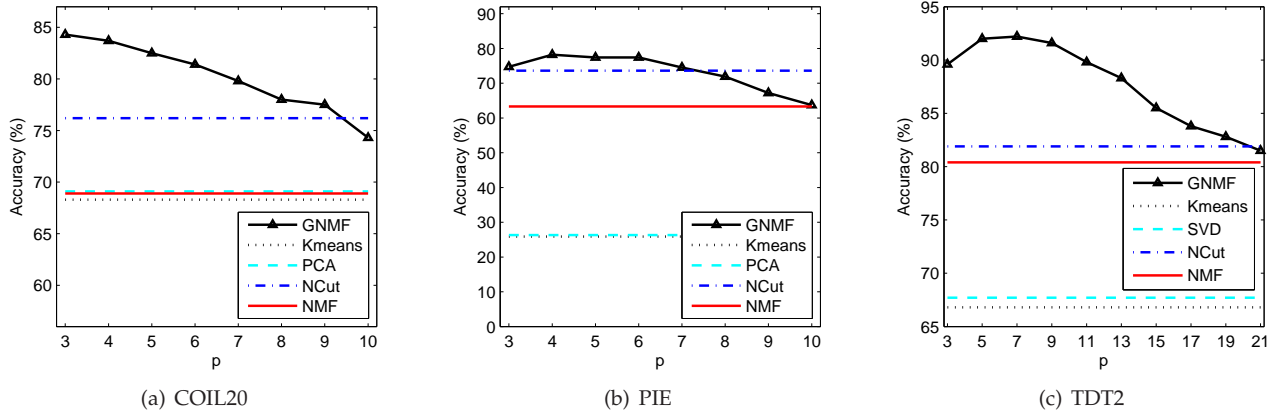 85
80
75
70
65
60
Accuracy (%)
3 4 5 6 7 8 9 10
p
GNMF
Kmeans
PCA
NCut
NMF
(a) COIL20
90
80
70
60
50
40
30
20
10
0
Accuracy (%)
3 4 5 6 7 8 9 10
p
GNMF
Kmeans
PCA
NCut
NMF
(b) PIE
95
90
85
80
75
70
65
Accuracy (%)
3 5 7 9 11 13 15 17 19 21
p
GNMF
Kmeans
SVD
NCut
NMF
(c) TDT2